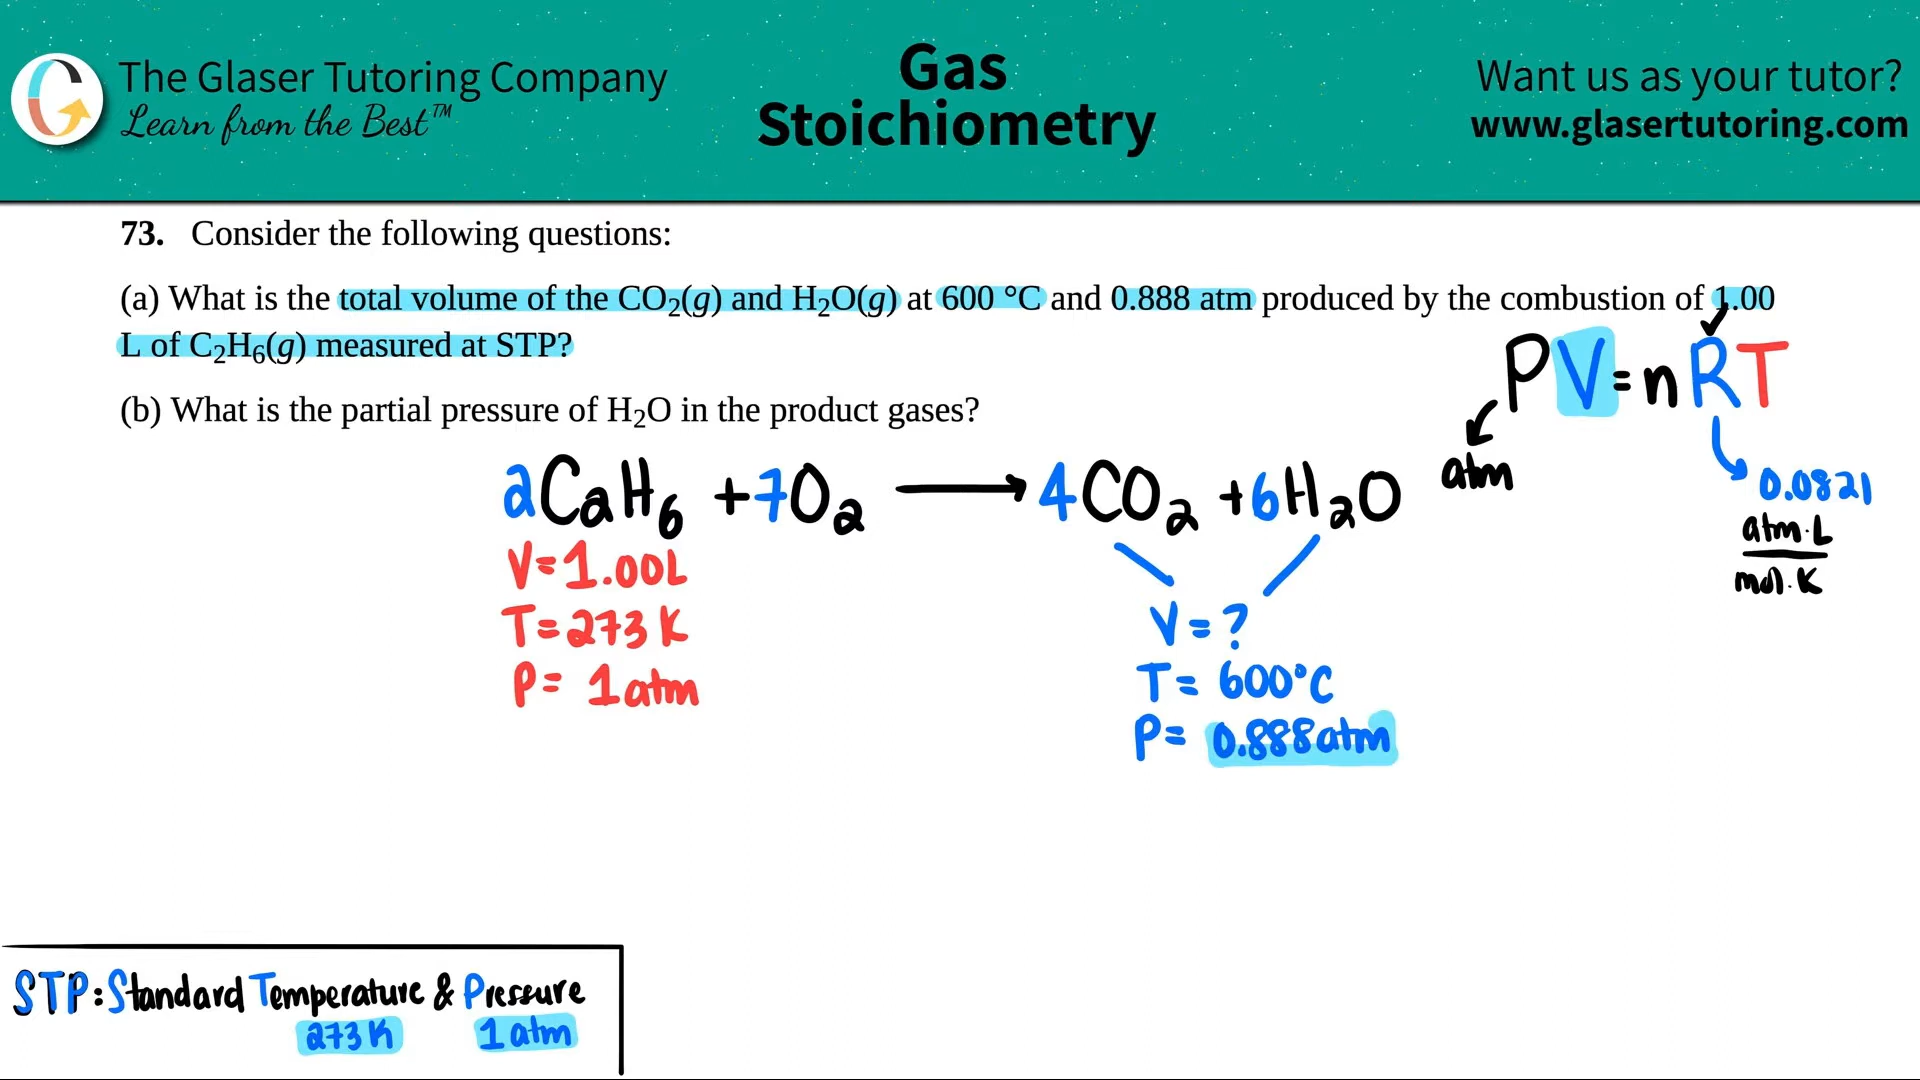 The Glaser Tutoring Company
Learn from the Best™
Gas
Stoichiometry
Want us as your tutor?
www.glasertutoring.com
73. Consider the following questions:
(a) What is the total volume of the CO₂(g) and H₂O(g) at 600 °C and 0.888 atm produced by the combustion of 1.00
L of C₂H₆(g) measured at STP?
(b) What is the partial pressure of H₂O in the product gases?
PV=nRT
atm
0.0821
atm·L
mol·K
2C₂H₆ +7O₂ → 4CO₂ +6H₂O
V=1.00L
T=273 K
P= 1atm
V=?
T= 600°C
P= 0.888atm
STP:Standard Temperature & Pressure
273K 1 atm